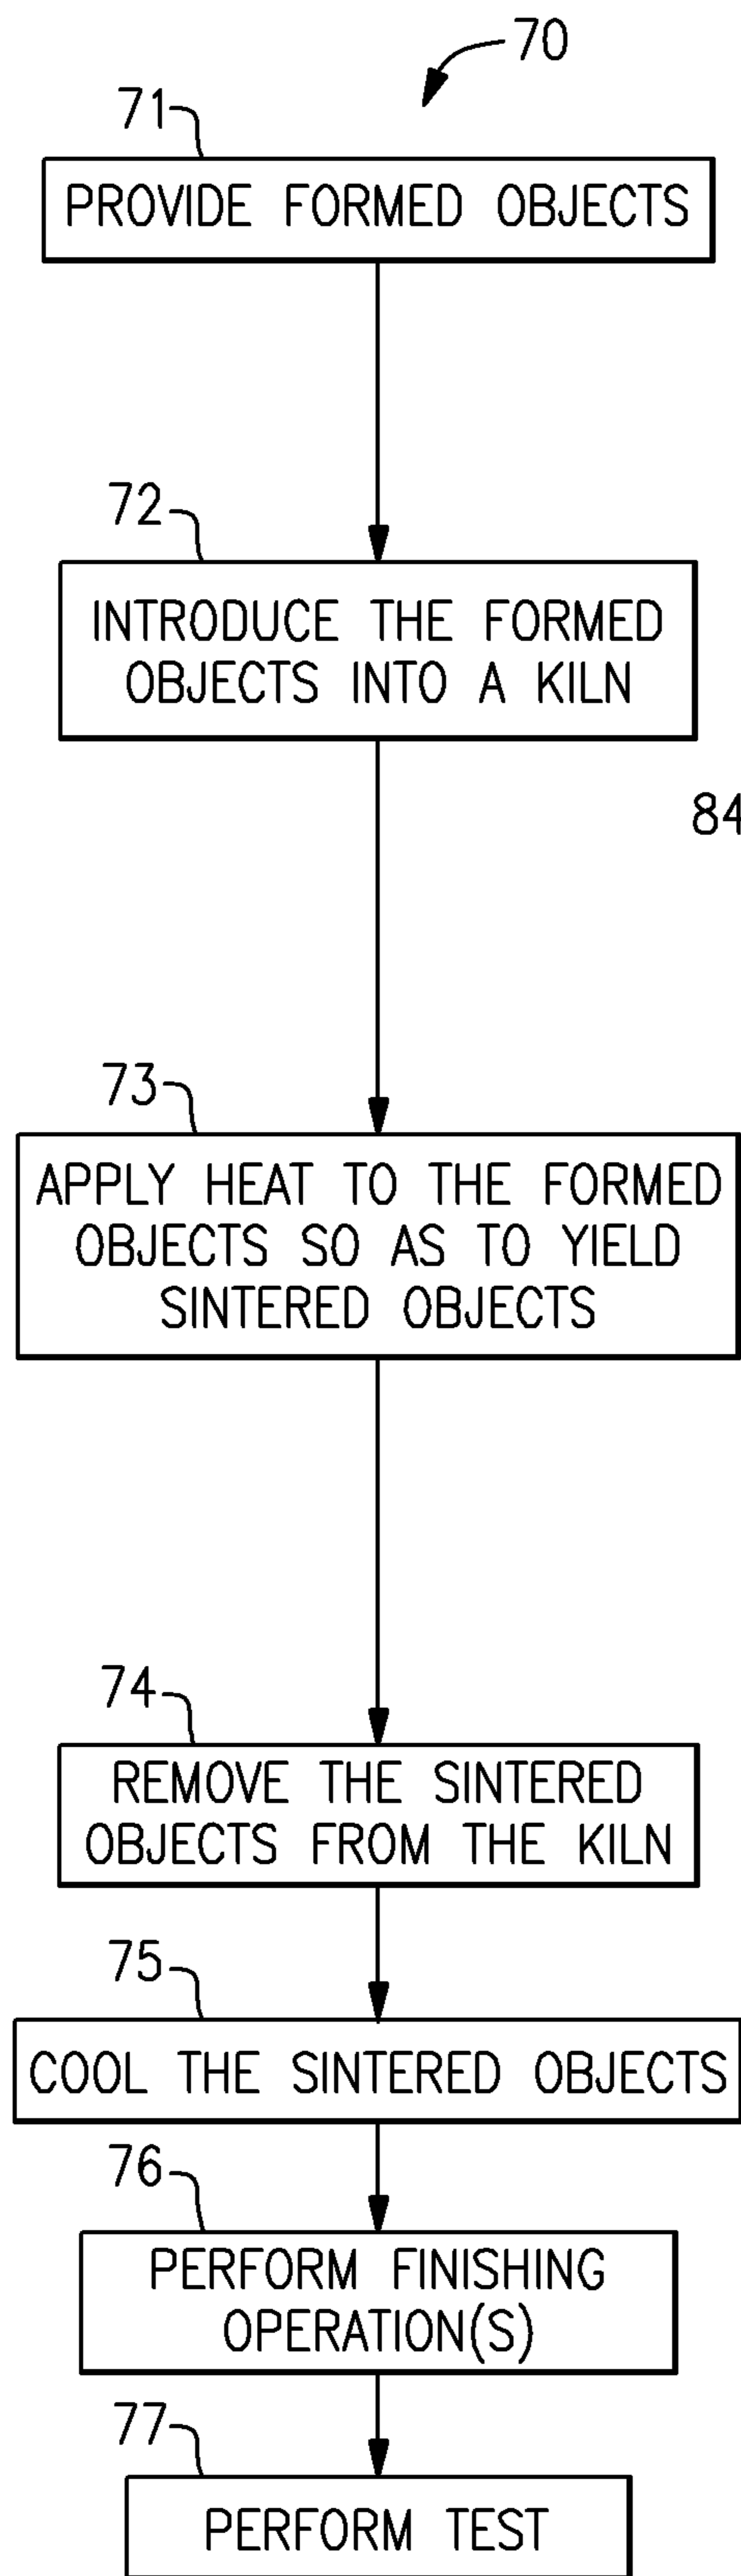 70
71
PROVIDE FORMED OBJECTS
72
INTRODUCE THE FORMED
OBJECTS INTO A KILN
84
73
APPLY HEAT TO THE FORMED
OBJECTS SO AS TO YIELD
SINTERED OBJECTS
74
REMOVE THE SINTERED
OBJECTS FROM THE KILN
75
COOL THE SINTERED OBJECTS
76
PERFORM FINISHING
OPERATION(S)
77
PERFORM TEST